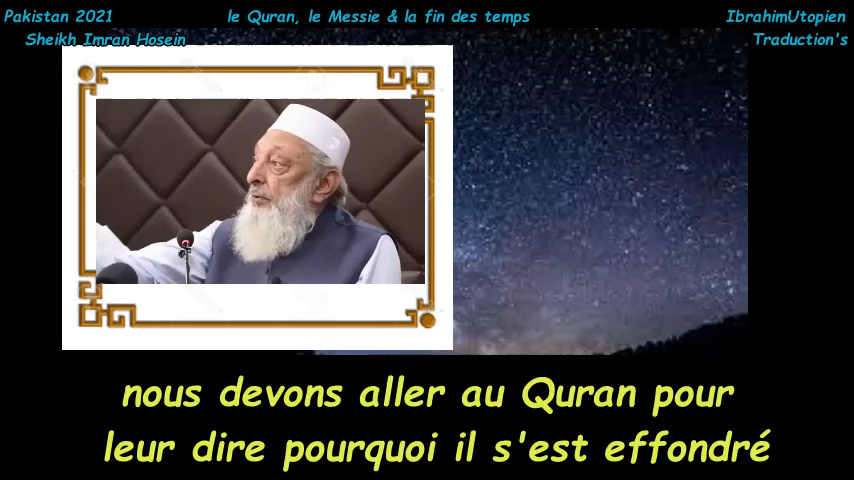 Pakistan 2021
le Quran, le Messie & la fin des temps
IbrahimUtopien
Sheikh Imran Hosein
Traduction's
nous devons aller au Quran pour
leur dire pourquoi il s'est effondré